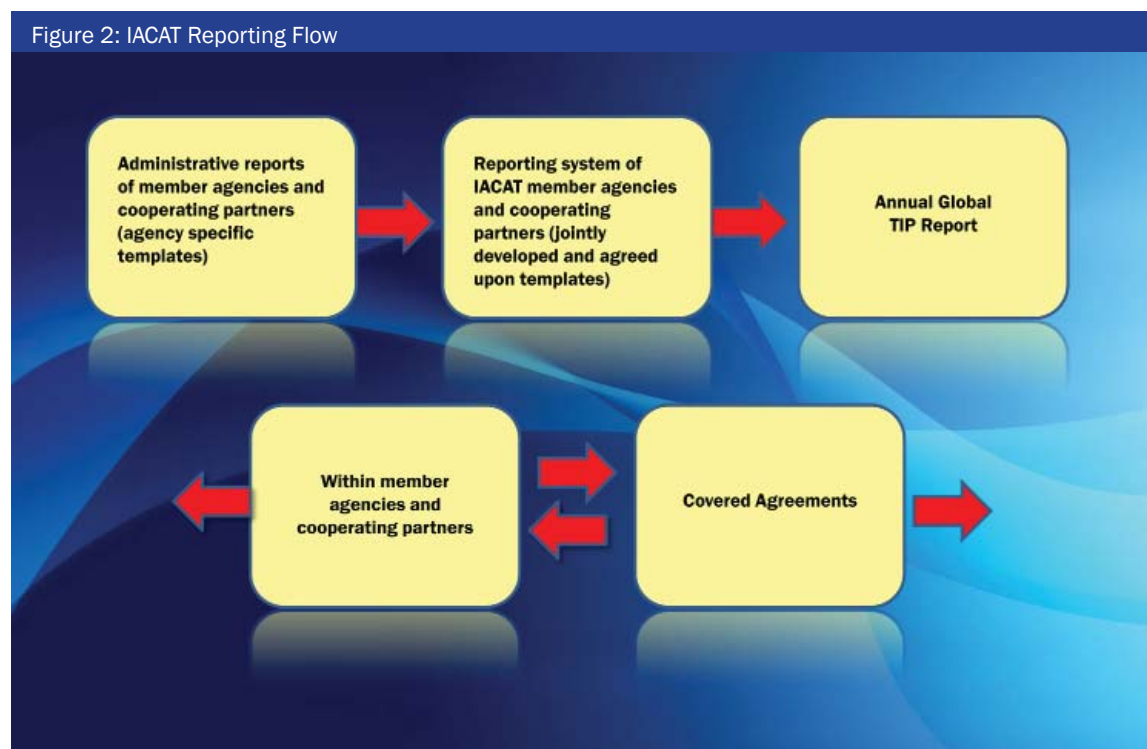 Figure 2: IACAT Reporting Flow
Administrative reports
of member agencies and
cooperating partners
(agency specific
templates)
Reporting system of
IACAT member agencies
and cooperating
partners (jointly
developed and agreed
upon templates)
Annual Global
TIP Report
Within member
agencies and
cooperating partners
Covered Agreements